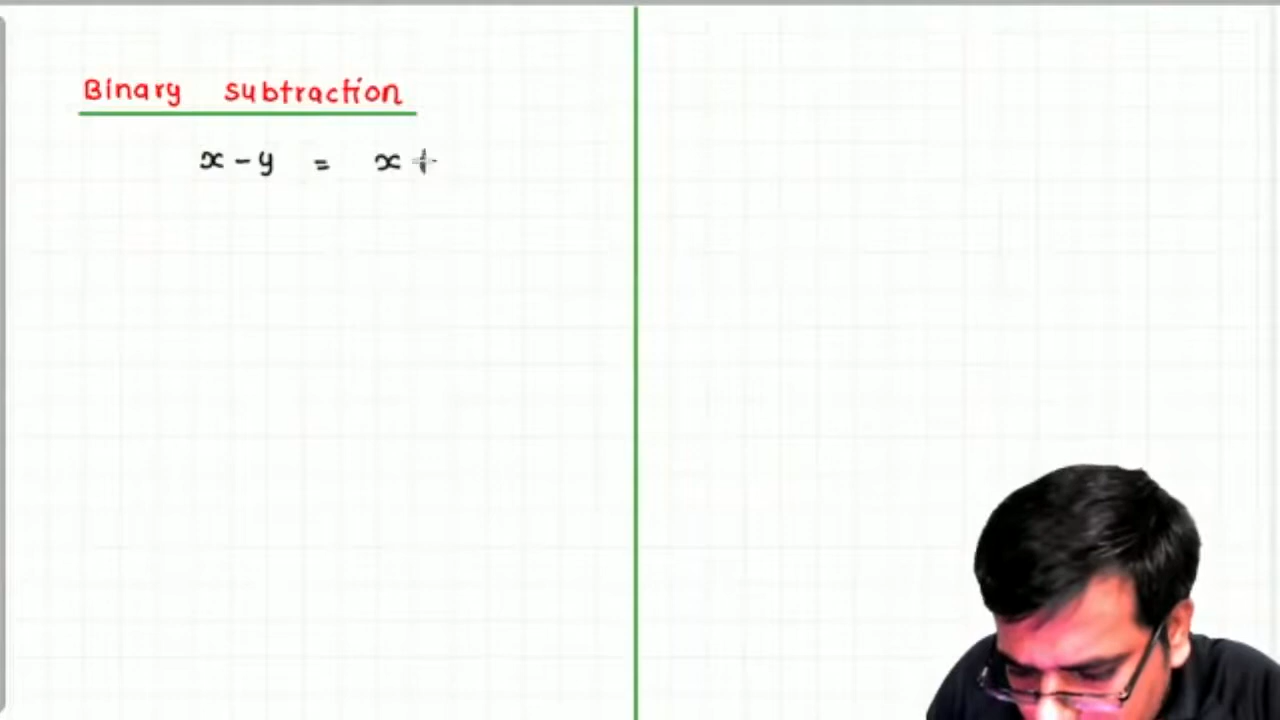 Binary subtraction
x - y = x +